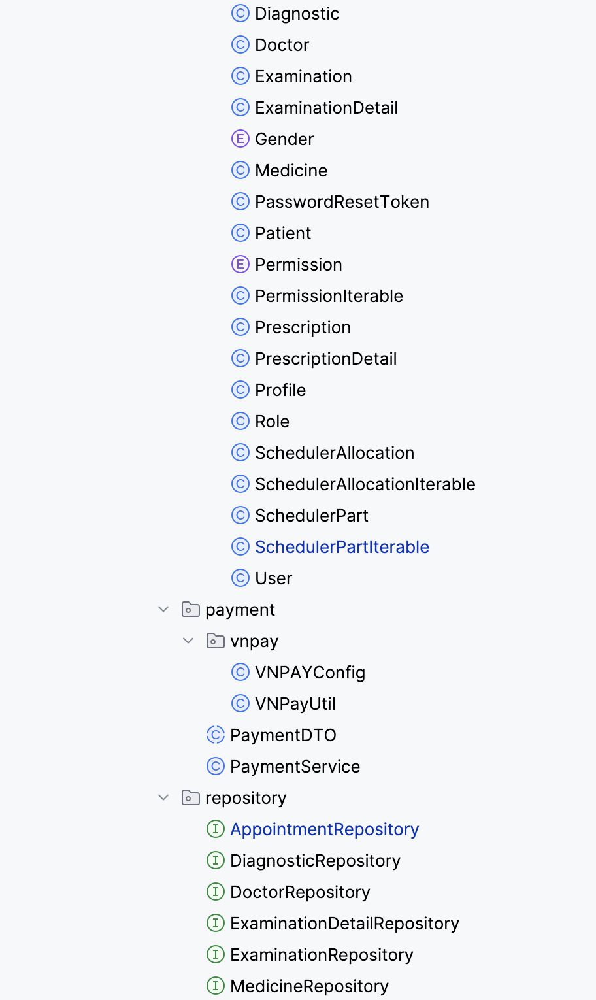 Diagnostic
Doctor
Examination
ExaminationDetail
Gender
Medicine
PasswordResetToken
Patient
Permission
PermissionIterable
Prescription
PrescriptionDetail
Profile
Role
SchedulerAllocation
SchedulerAllocationIterable
SchedulerPart
SchedulerPartIterable
User
payment
vnpay
VNPAYConfig
VNPayUtil
PaymentDTO
PaymentService
repository
AppointmentRepository
DiagnosticRepository
DoctorRepository
ExaminationDetailRepository
ExaminationRepository
MedicineRepository